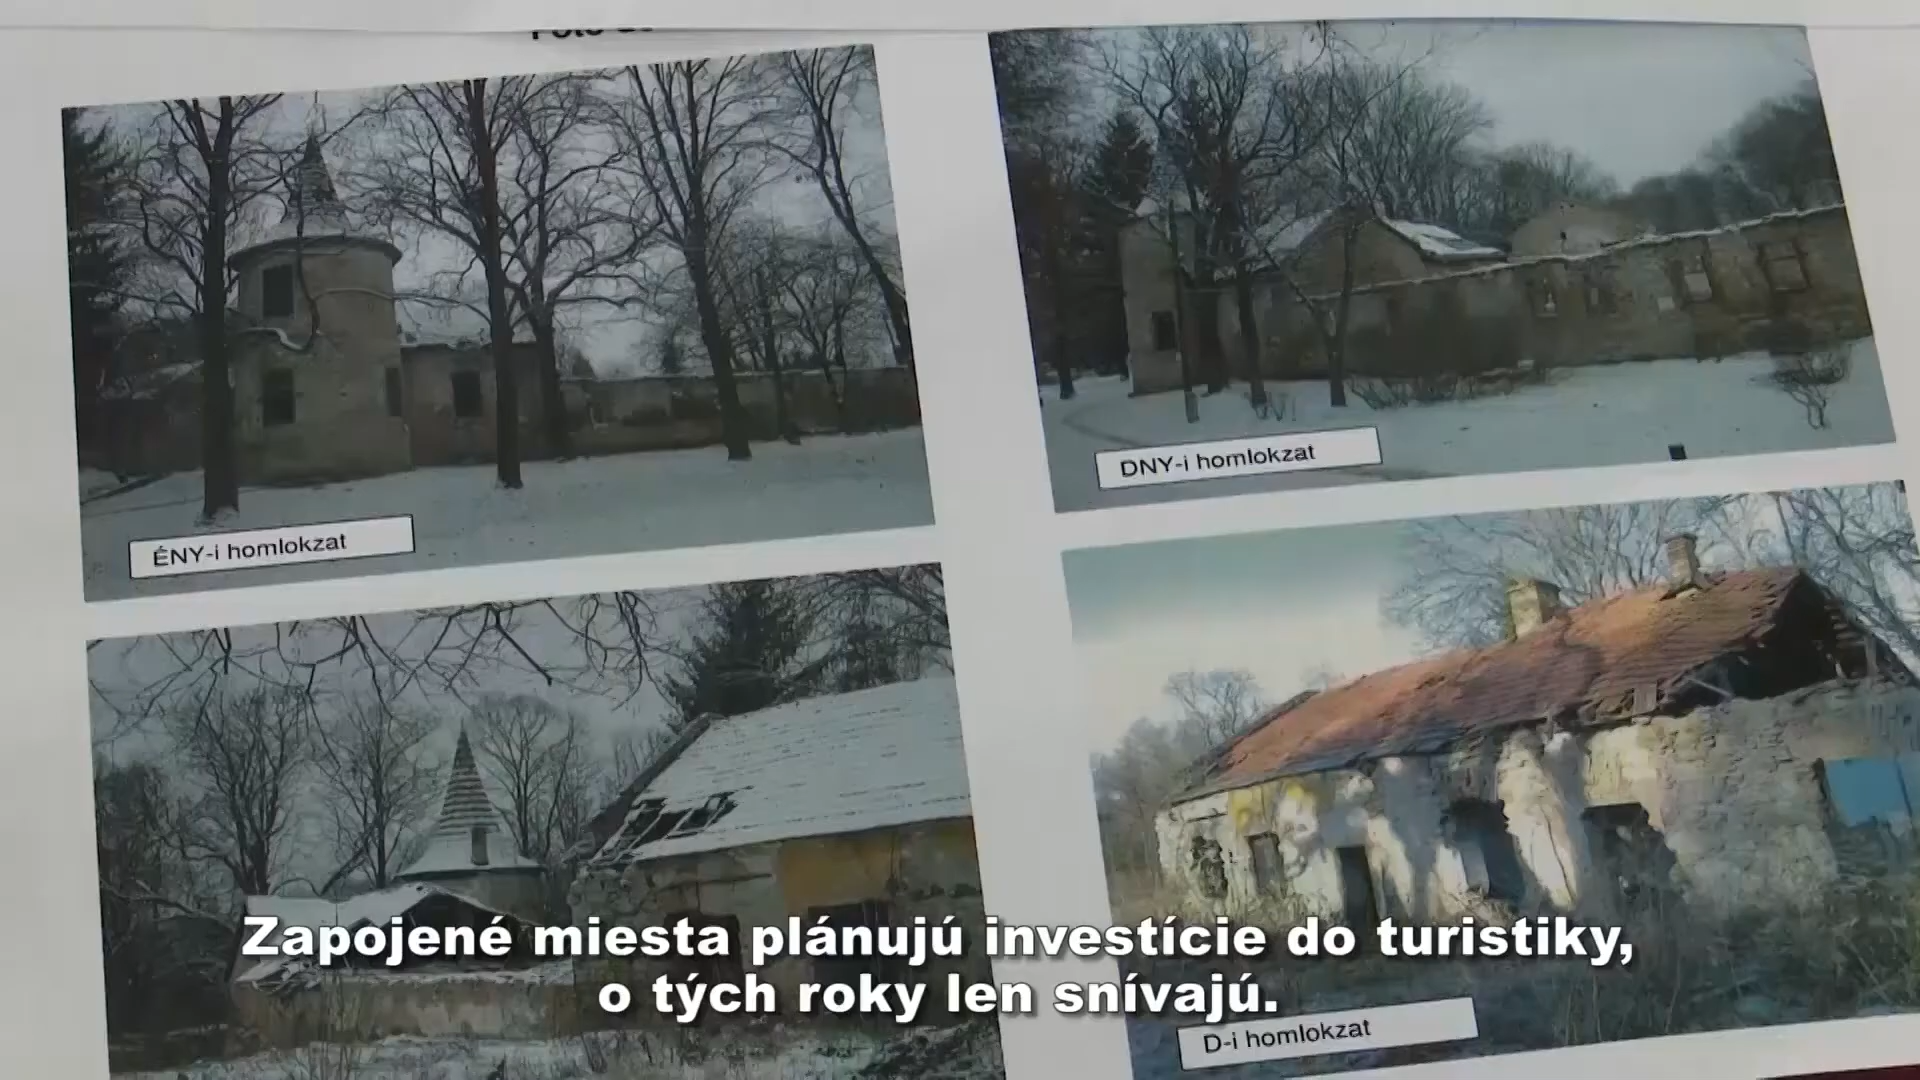 ÉNY-i homlokzat
DNY-i homlokzat
D-i homlokzat
Zapojené miesta plánujú investície do turistiky,
o tých roky len snívajú.